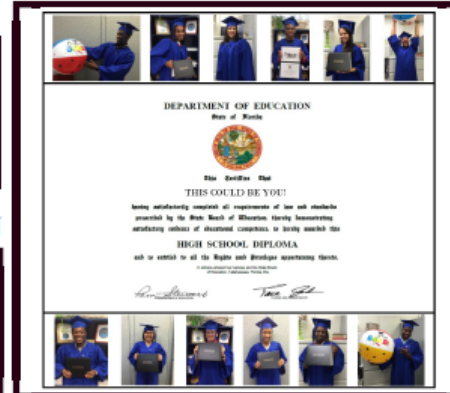 DEPARTMENT OF EDUCATION
State of Florida
This Certifies That
THIS COULD BE YOU!
having satisfactorily completed all requirements of law and standards
prescribed by the State Board of Education, thereby demonstrating
satisfactory evidence of educational competence, is hereby awarded this
HIGH SCHOOL DIPLOMA
and is entitled to all the Rights and Privileges appertaining thereto.